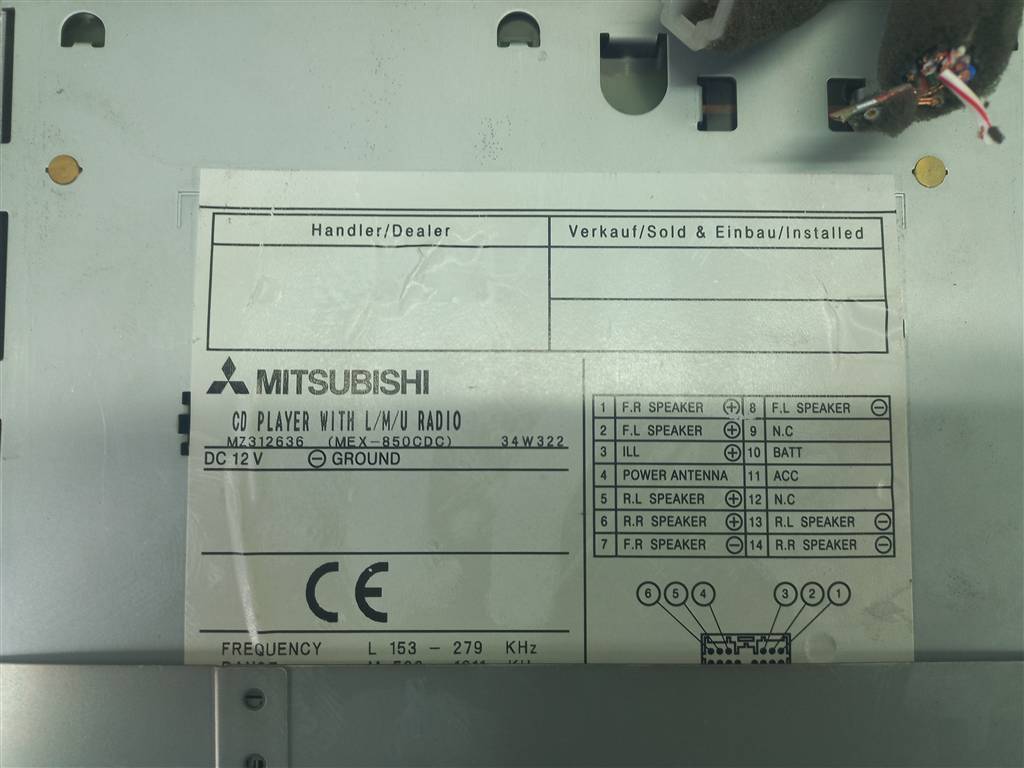 Handler/Dealer Verkauf/Sold & Einbau/Installed
MITSUBISHI
CD PLAYER WITH L/M/U RADIO
MZ312636 (MEX-850CDC) 34W322
DC 12 V ⊖ GROUND
CE
FREQUENCY L 153 – 279 KHz
1 F.R SPEAKER ⊕ 8 F.L SPEAKER ⊖
2 F.L SPEAKER ⊕ 9 N.C
3 ILL ⊕ 10 BATT
4 POWER ANTENNA 11 ACC
5 R.L SPEAKER ⊕ 12 N.C
6 R.R SPEAKER ⊕ 13 R.L SPEAKER ⊖
7 F.R SPEAKER ⊖ 14 R.R SPEAKER ⊖
6 5 4 3 2 1